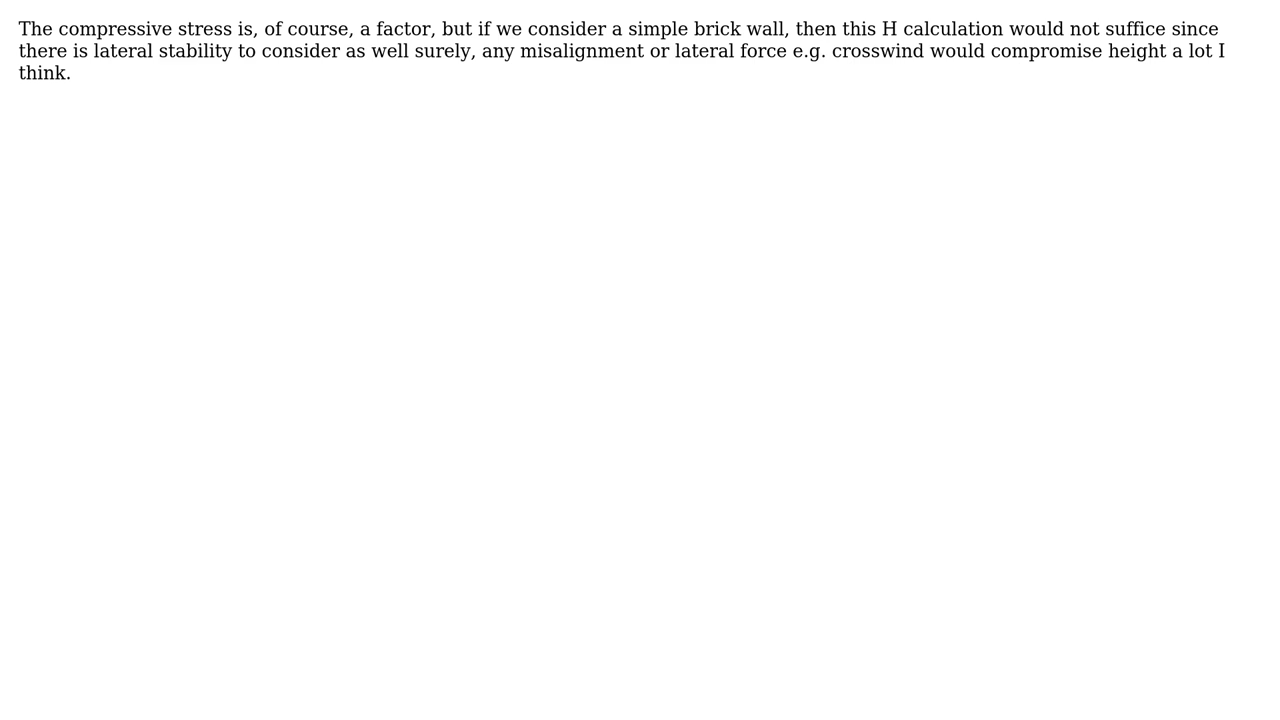 The compressive stress is, of course, a factor, but if we consider a simple brick wall, then this H calculation would not suffice since
there is lateral stability to consider as well surely, any misalignment or lateral force e.g. crosswind would compromise height a lot I
think.